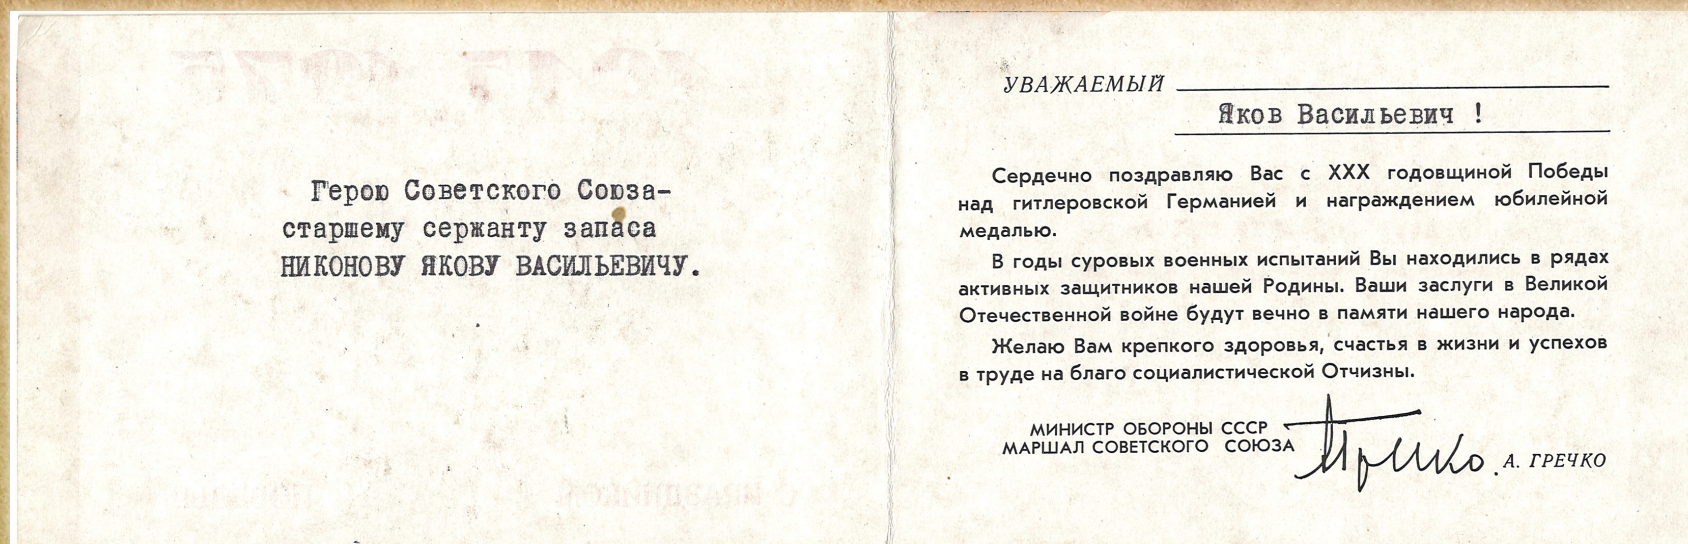 Герою Советского Союза-
старшему сержанту запаса
НИКОНОВУ ЯКОВУ ВАСИЛЬЕВИЧУ.
УВАЖАЕМЫЙ
Яков Васильевич !
Сердечно поздравляю Вас с XXX годовщиной Победы
над гитлеровской Германией и награждением юбилейной
медалью.
В годы суровых военных испытаний Вы находились в рядах
активных защитников нашей Родины. Ваши заслуги в Великой
Отечественной войне будут вечно в памяти нашего народа.
Желаю Вам крепкого здоровья, счастья в жизни и успехов
в труде на благо социалистической Отчизны.
МИНИСТР ОБОРОНЫ СССР
МАРШАЛ СОВЕТСКОГО СОЮЗА
А. ГРЕЧКО